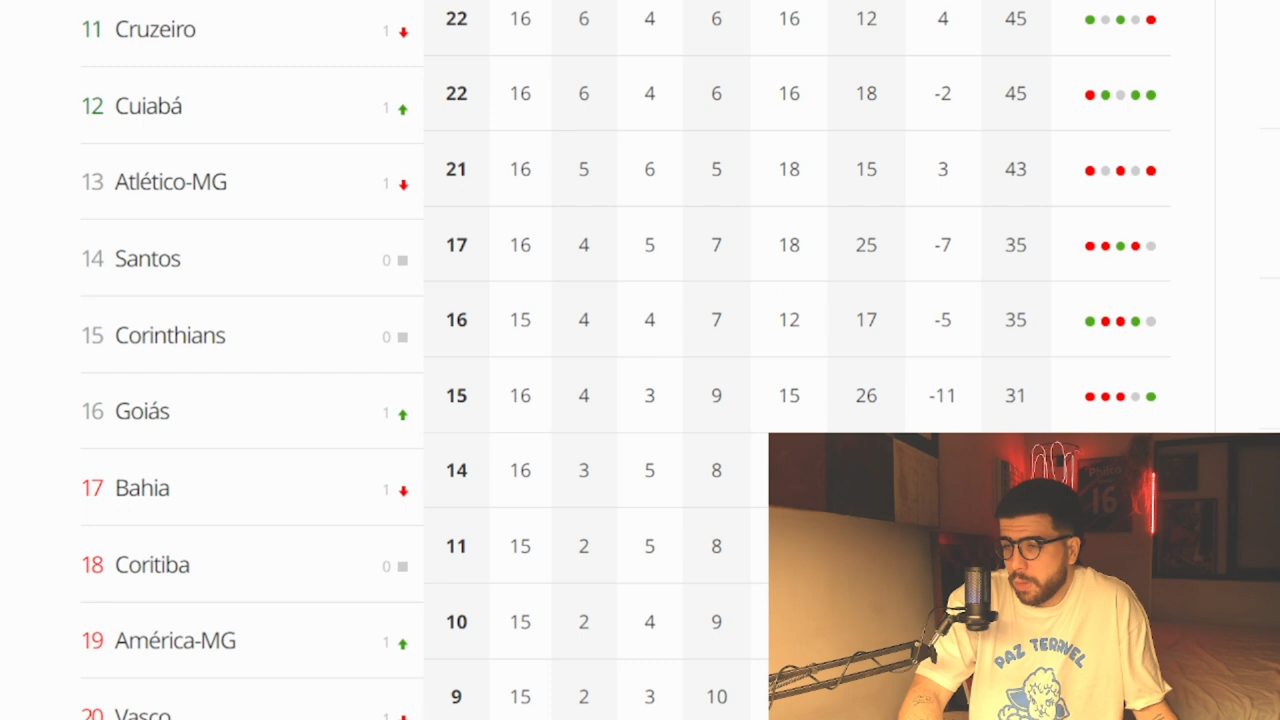 11 Cruzeiro 1 22 16 6 4 6 16 12 4 45
12 Cuiabá 1 22 16 6 4 6 16 18 -2 45
13 Atlético-MG 1 21 16 5 6 5 18 15 3 43
14 Santos 0 17 16 4 5 7 18 25 -7 35
15 Corinthians 0 16 15 4 4 7 12 17 -5 35
16 Goiás 1 15 16 4 3 9 15 26 -11 31
17 Bahia 1 14 16 3 5 8
18 Coritiba 0 11 15 2 5 8
19 América-MG 1 10 15 2 4 9
20 Vasco 1 9 15 2 3 10
Philco
16
PAZ TERRIVEL